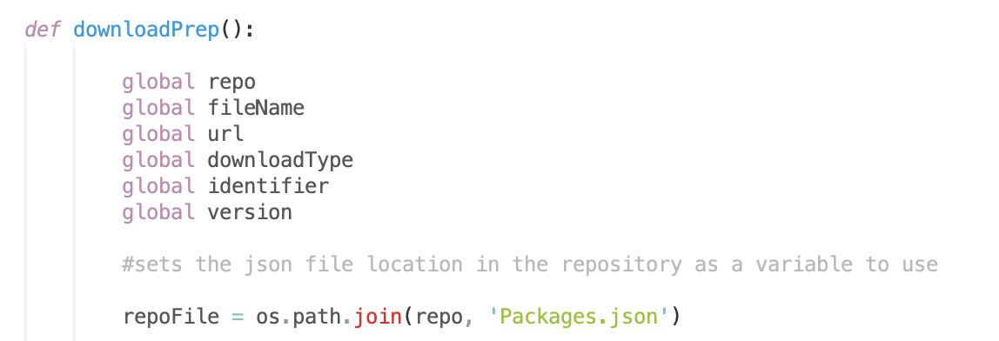 def downloadPrep():
global repo
global fileName
global url
global downloadType
global identifier
global version
#sets the json file location in the repository as a variable to use
repoFile = os.path.join(repo, 'Packages.json')